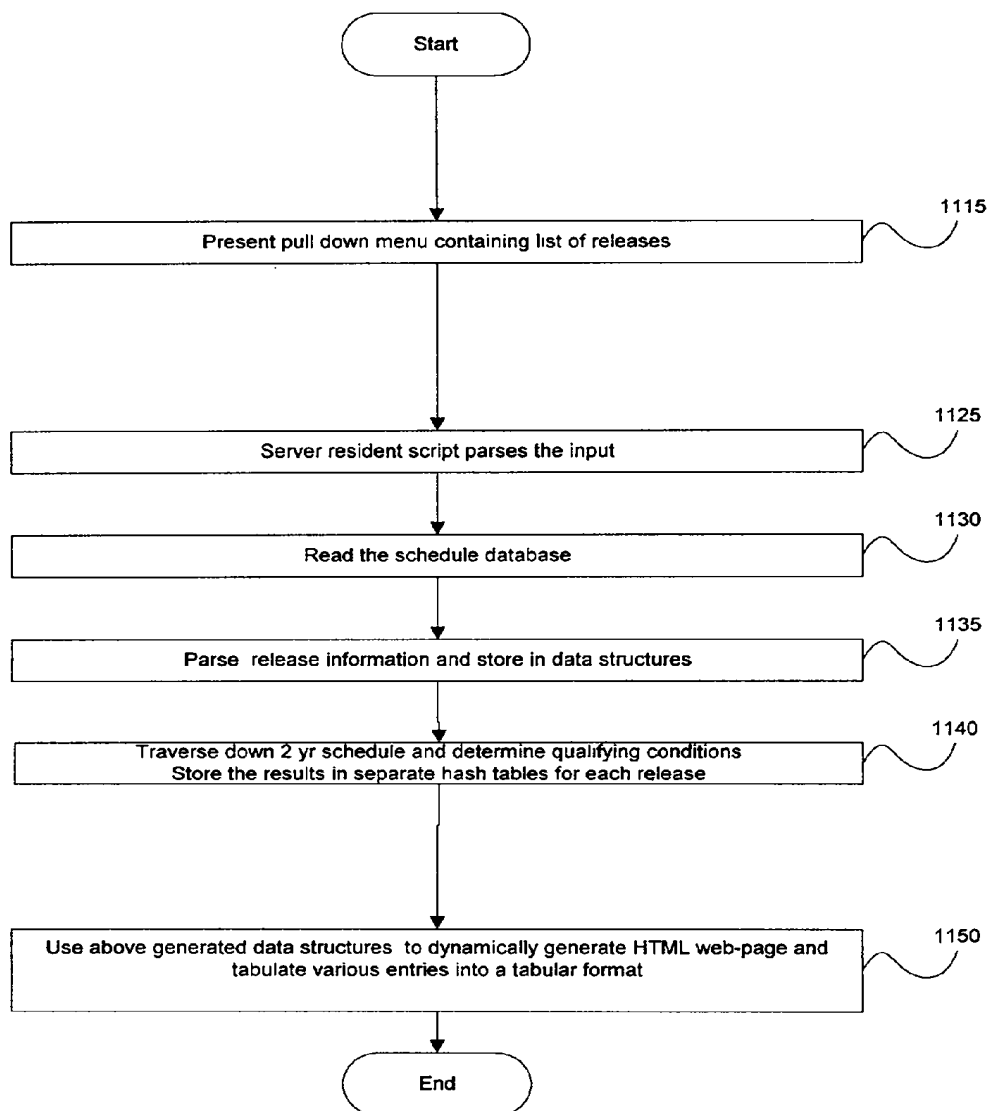 Start
1115
Present pull down menu containing list of releases
1125
Server resident script parses the input
1130
Read the schedule database
1135
Parse release information and store in data structures
1140
Traverse down 2 yr schedule and determine qualifying conditions
Store the results in separate hash tables for each release
1150
Use above generated data structures to dynamically generate HTML web-page and
tabulate various entries into a tabular format
End